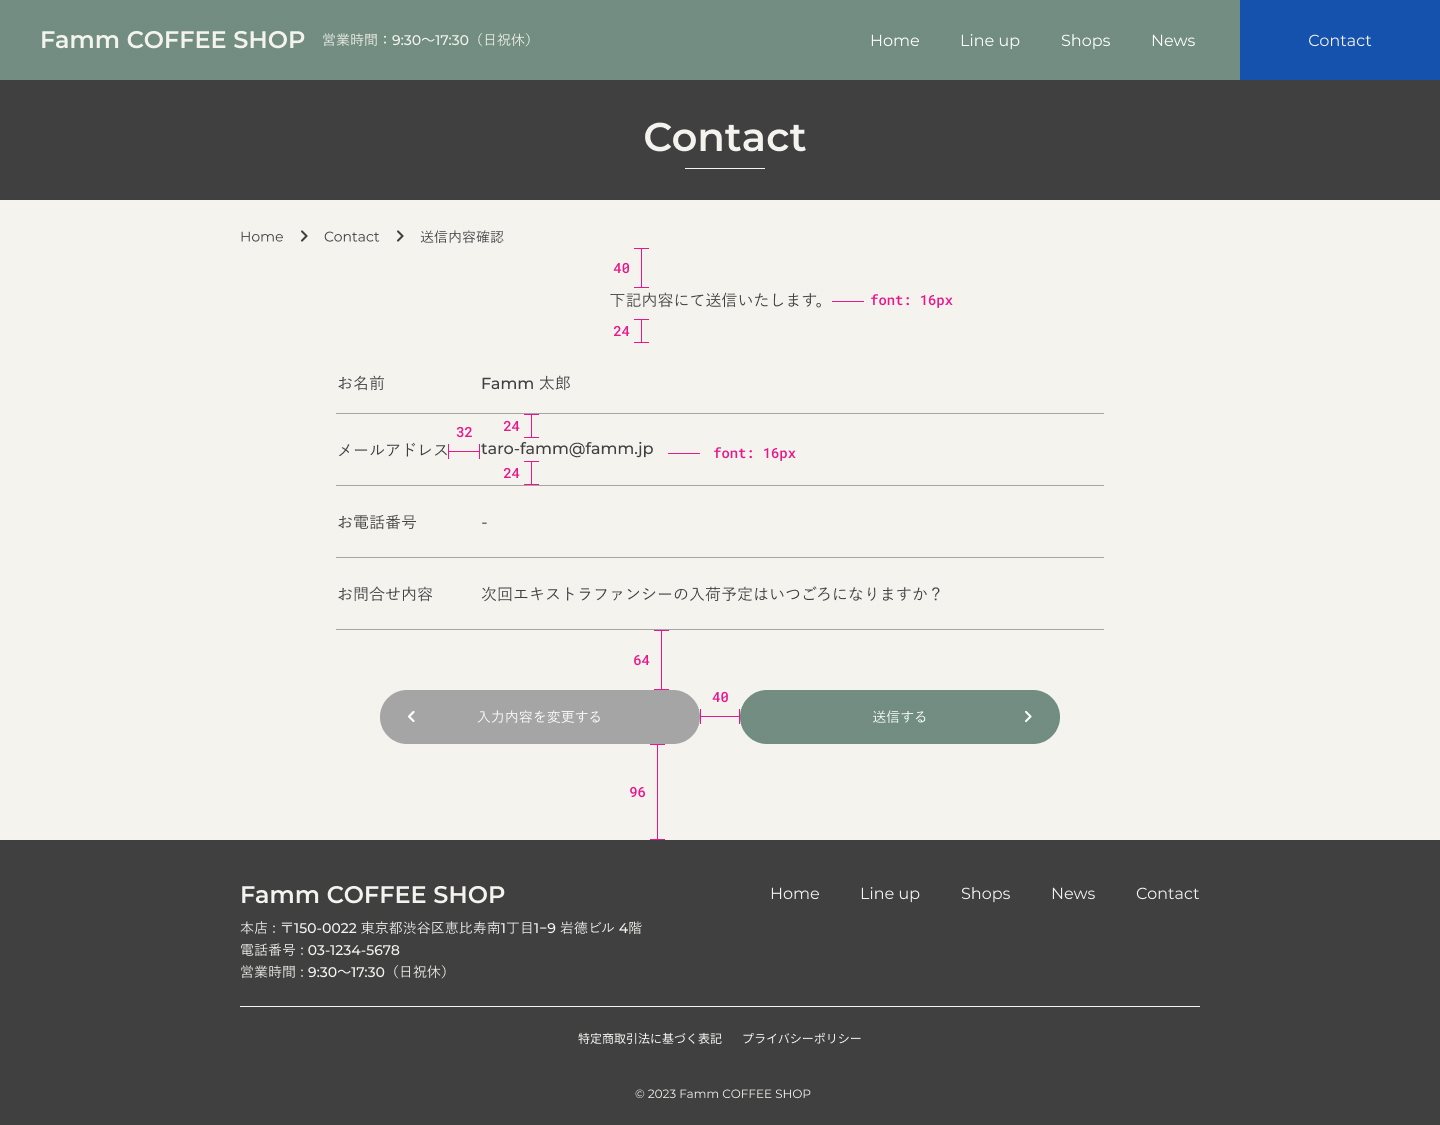 Famm COFFEE SHOP 営業時間：9:30〜17:30（日祝休） Home Line up Shops News Contact
Contact
Home Contact 送信内容確認
40
下記内容にて送信いたします。 font: 16px
24
お名前 Famm 太郎
24
32
メールアドレス taro-famm@famm.jp font: 16px
24
お電話番号 -
お問合せ内容 次回エキストラファンシーの入荷予定はいつごろになりますか？
64
40
入力内容を変更する 送信する
96
Famm COFFEE SHOP Home Line up Shops News Contact
本店 : 〒150-0022 東京都渋谷区恵比寿南1丁目1−9 岩徳ビル 4階
電話番号 : 03-1234-5678
営業時間 : 9:30〜17:30（日祝休）
特定商取引法に基づく表記 プライバシーポリシー
© 2023 Famm COFFEE SHOP